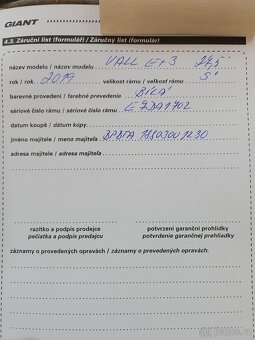 GIANT
4.2. Záruční list (formulář) / Záručný list (formulár)
název modelu / názov modelu VALL E+3 27,5"
rok / rok 2019 velikost rámu / veľkosť rámu S"
barevné provedení / farebné prevedenie BÍLÁ
sériové číslo rámu / sériové číslo rámu
datum koupě / dátum kúpy
jméno majitele / meno majiteľa
adresa majitele / adresa majiteľa
razítko a podpis prodejce potvrzení garanční prohlídky
pečiatka a podpis predajcu potvrdenie garančnej prehliadky
záznamy o provedených opravách / záznamy o prevedených opravách: